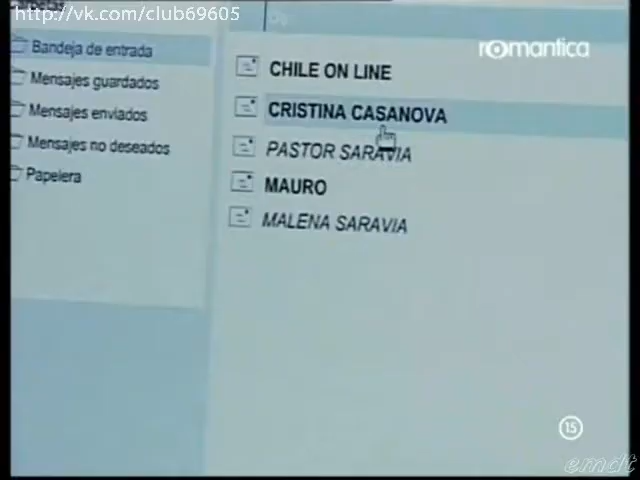 http://vk.com/club69605
romantica
Bandeja de entrada
Mensajes guardados
Mensajes enviados
Mensajes no deseados
Papelera
CHILE ON LINE
CRISTINA CASANOVA
PASTOR SARAVIA
MAURO
MALENA SARAVIA
15
emdt